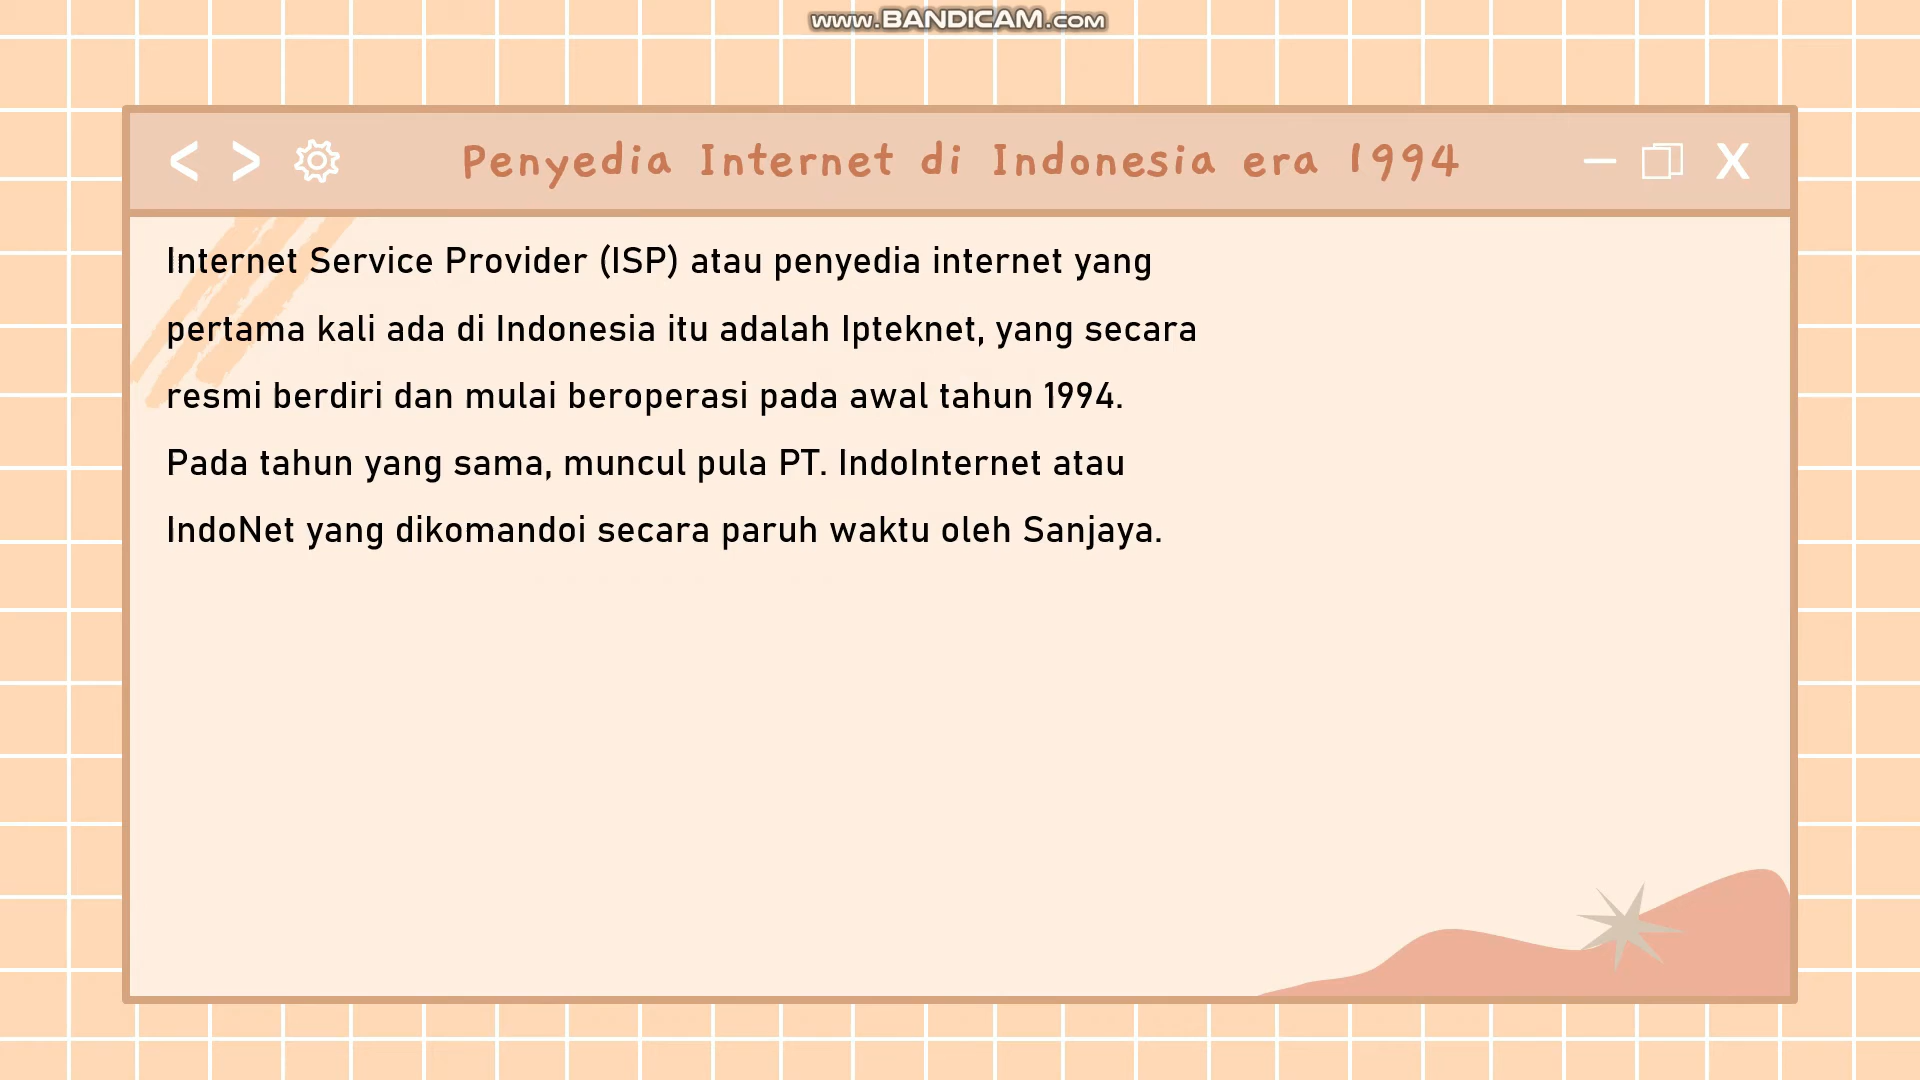 www.BANDICAM.com
Penyedia Internet di Indonesia era 1994
Internet Service Provider (ISP) atau penyedia internet yang
pertama kali ada di Indonesia itu adalah Ipteknet, yang secara
resmi berdiri dan mulai beroperasi pada awal tahun 1994.
Pada tahun yang sama, muncul pula PT. IndoInternet atau
IndoNet yang dikomandoi secara paruh waktu oleh Sanjaya.